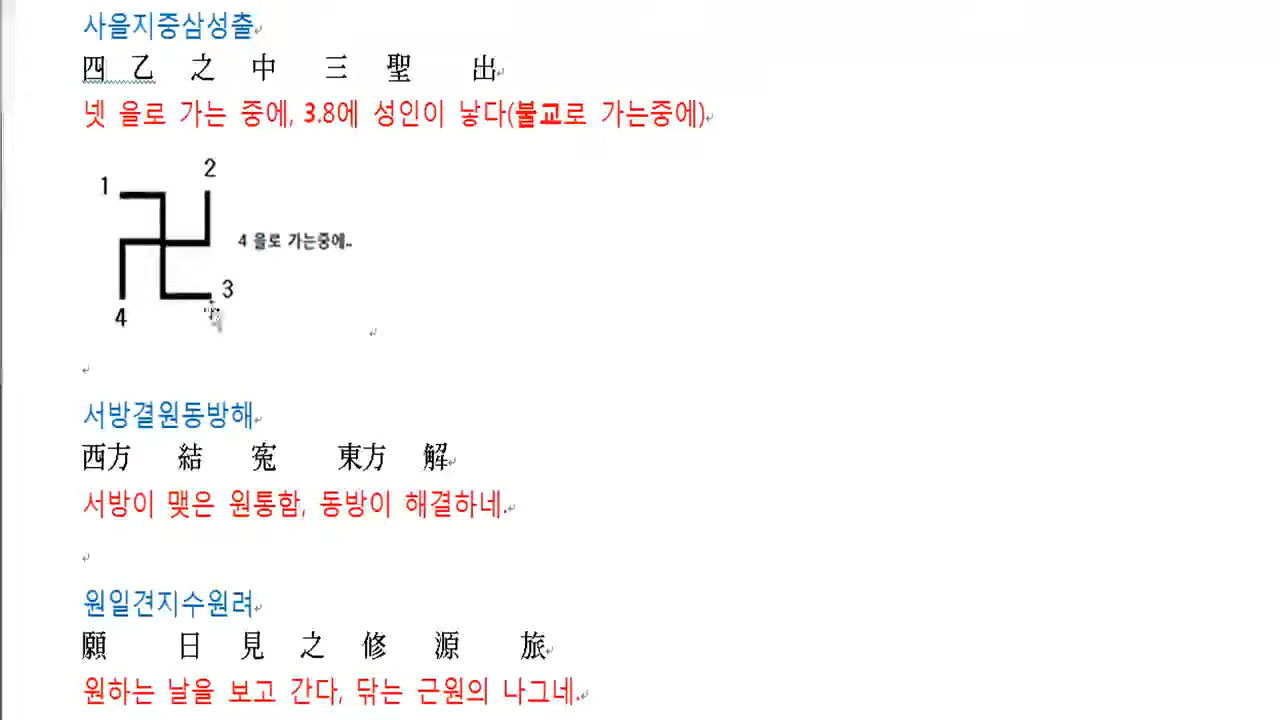 사을지중삼성출
四 乙 之 中 三 聖 出
넷 을로 가는 중에, 3.8에 성인이 낳다(불교로 가는중에)
1 2
4 을로 가는중에..
3
4
서방결원동방해
西方 結 寃 東方 解
서방이 맺은 원통함, 동방이 해결하네.
원일견지수원려
願 日 見 之 修 源 旅
원하는 날을 보고 간다, 닦는 근원의 나그네.